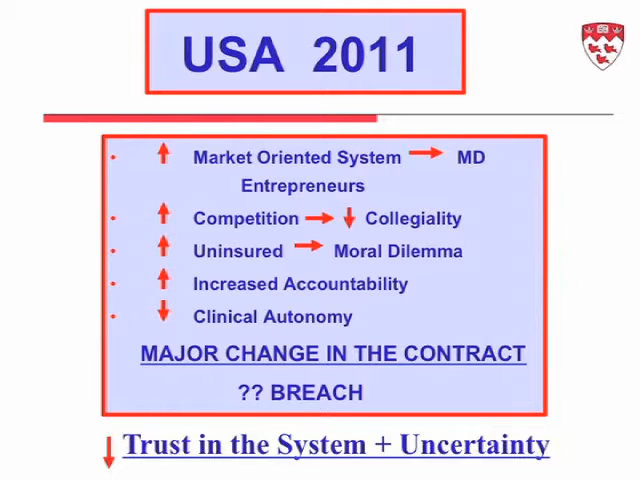 USA 2011
• ↑ Market Oriented System → MD
Entrepreneurs
• ↑ Competition → ↓ Collegiality
• ↑ Uninsured → Moral Dilemma
• ↑ Increased Accountability
• ↓ Clinical Autonomy
MAJOR CHANGE IN THE CONTRACT
?? BREACH
↓ Trust in the System + Uncertainty